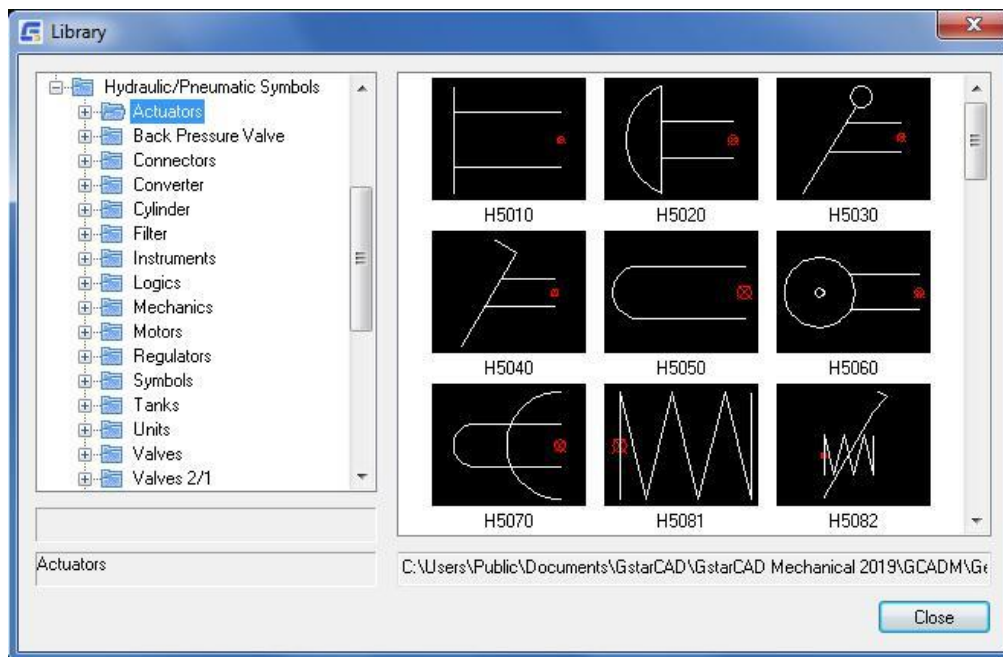 Library
Hydraulic/Pneumatic Symbols
Actuators
Back Pressure Valve
Connectors
Converter
Cylinder
Filter
Instruments
Logics
Mechanics
Motors
Regulators
Symbols
Tanks
Units
Valves
Valves 2/1
H5010 H5020 H5030
H5040 H5050 H5060
H5070 H5081 H5082
Actuators
C:\Users\Public\Documents\GstarCAD\GstarCAD Mechanical 2019\GCADM\Ge
Close